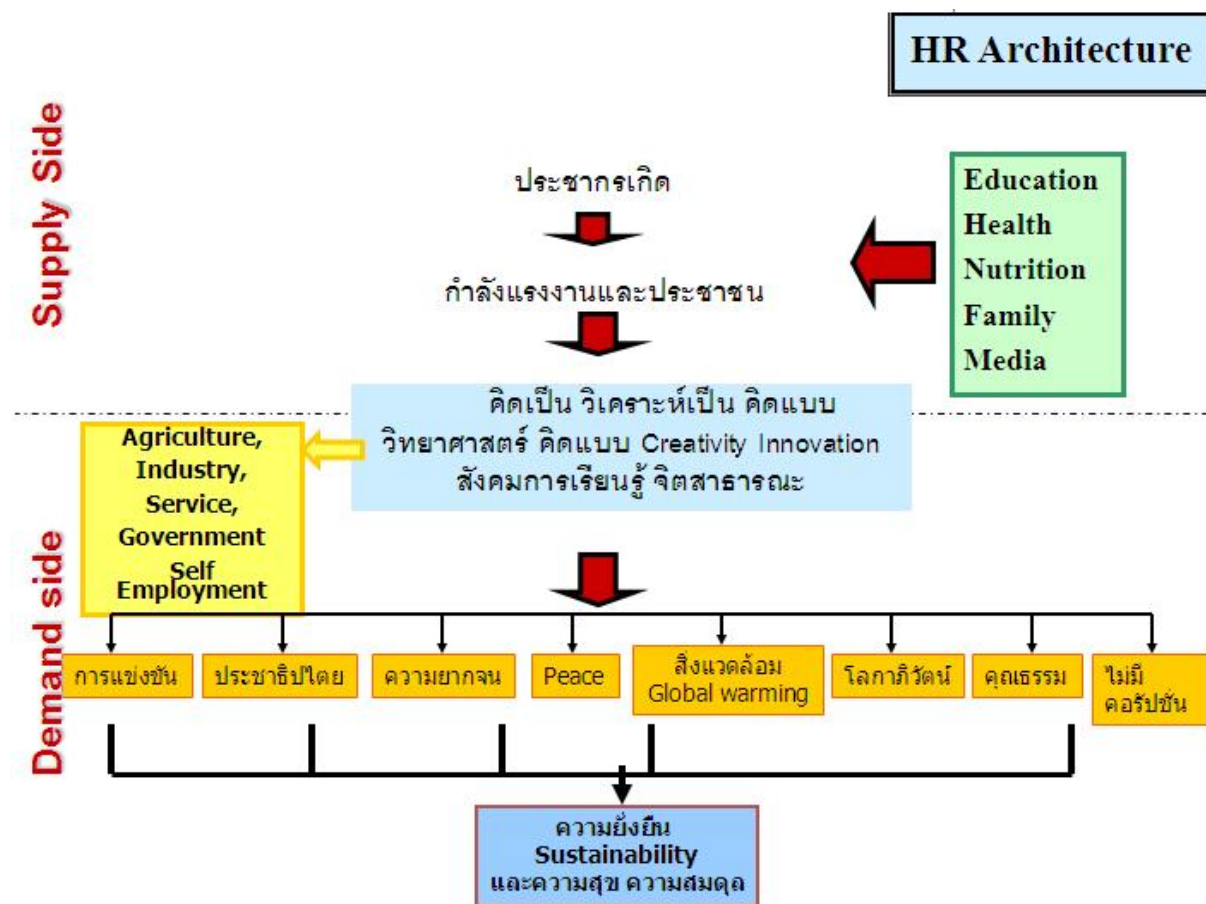 HR Architecture
Supply Side
ประชากรเกิด
กำลังแรงงานและประชาชน
Education
Health
Nutrition
Family
Media
คิดเป็น วิเคราะห์เป็น คิดแบบ
วิทยาศาสตร์ คิดแบบ Creativity Innovation
สังคมการเรียนรู้ จิตสาธารณะ
Agriculture,
Industry,
Service,
Government
Self
Employment
Demand side
การแข่งขัน
ประชาธิปไตย
ความยากจน
Peace
สิ่งแวดล้อม
Global warming
โลกาภิวัตน์
คุณธรรม
ไม่มี
คอรัปชั่น
ความยั่งยืน
Sustainability
และความสุข ความสมดุล